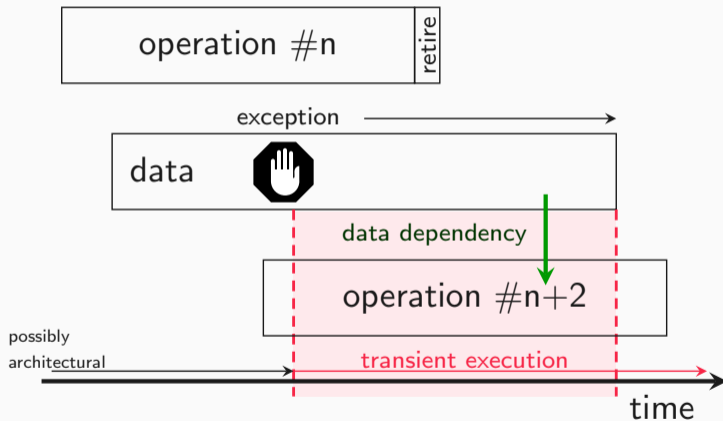 operation #n
retire
exception
data
data dependency
operation #n+2
possibly
architectural
transient execution
time